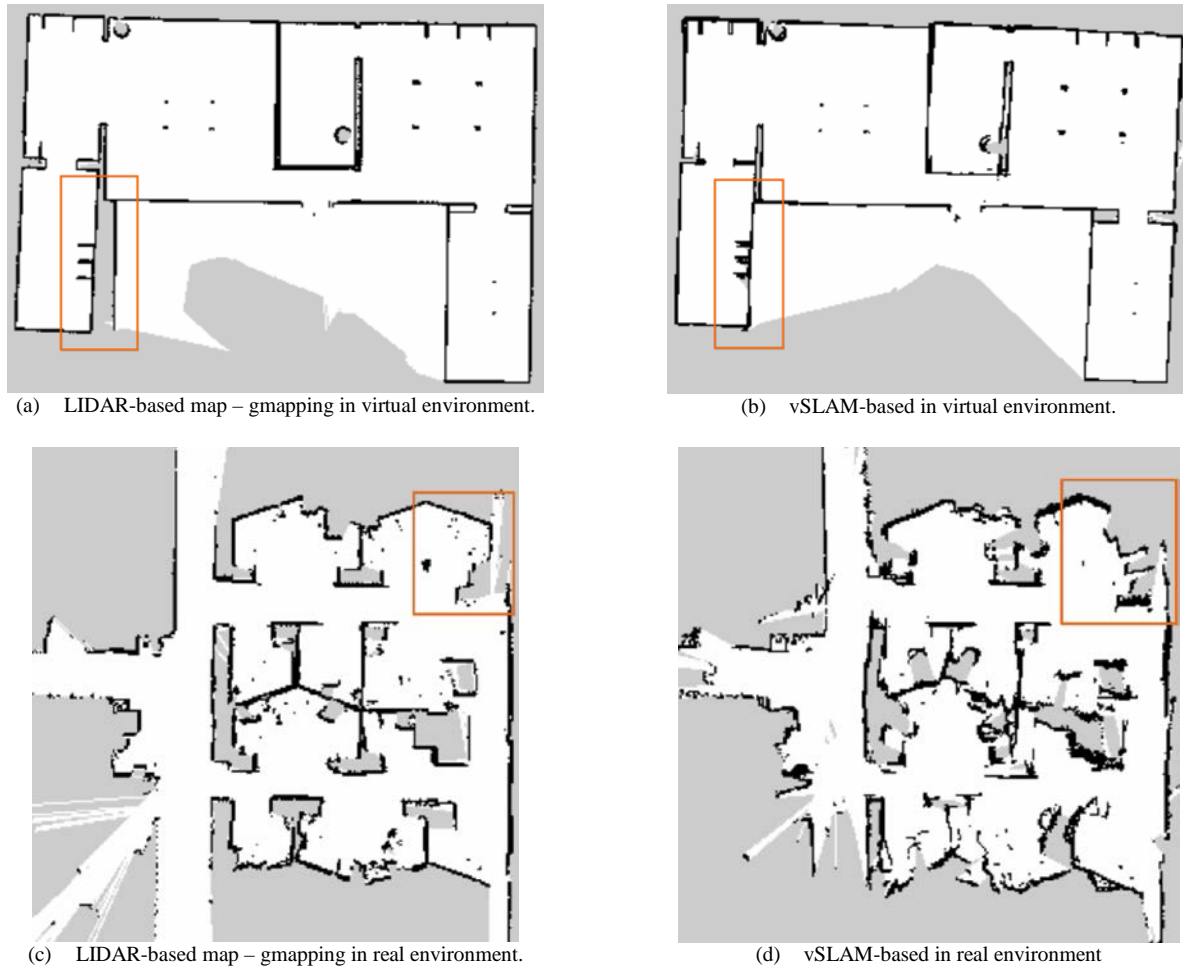 (a) LIDAR-based map – gmapping in virtual environment.
(b) vSLAM-based in virtual environment.
(c) LIDAR-based map – gmapping in real environment.
(d) vSLAM-based in real environment